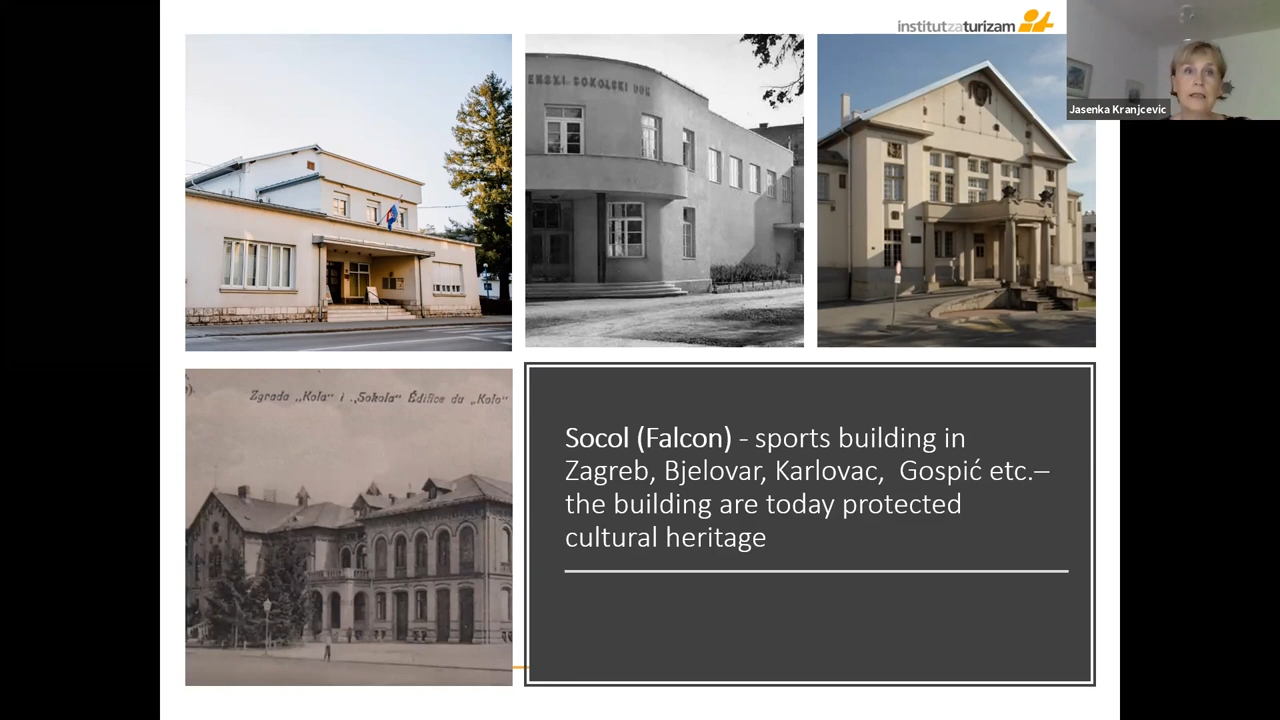 institutzaturizam
Jasenka Kranjcevic
ENSKI SOKOLSKI DOM
Zgrada „Kola“ i „Sokola“ Édifice du „Kolo“
Socol (Falcon) - sports building in
Zagreb, Bjelovar, Karlovac,  Gospić etc.–
the building are today protected
cultural heritage